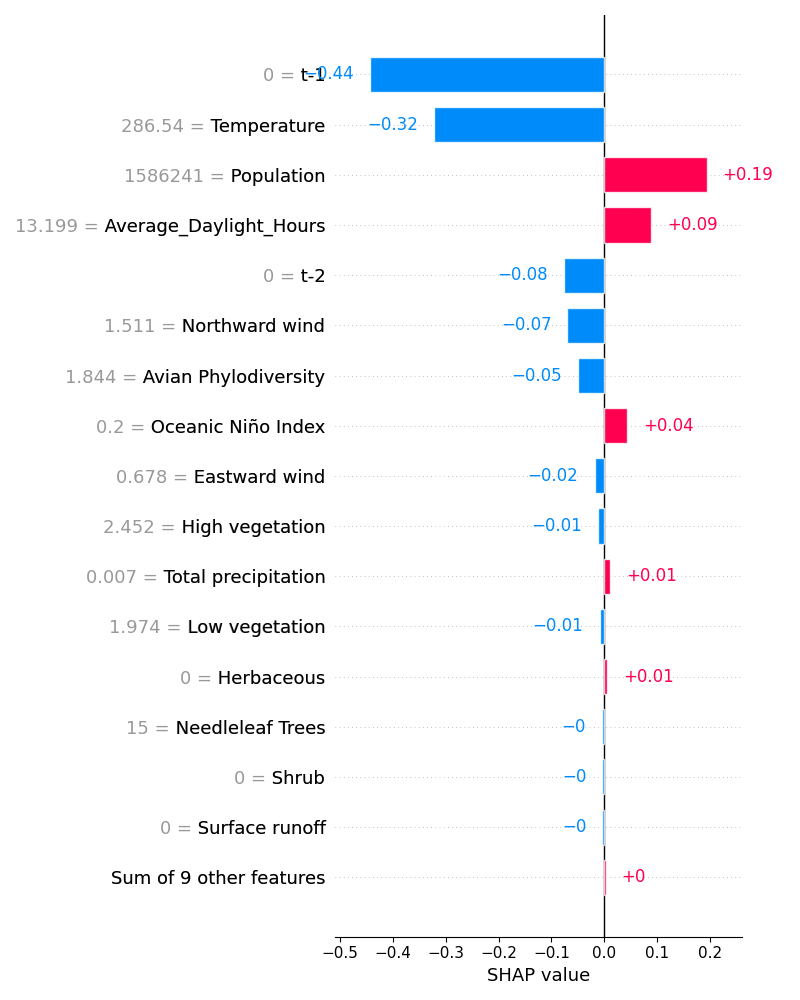 0 = t-1 −0.44
286.54 = Temperature −0.32
1586241 = Population +0.19
13.199 = Average_Daylight_Hours +0.09
0 = t-2 −0.08
1.511 = Northward wind −0.07
1.844 = Avian Phylodiversity −0.05
0.2 = Oceanic Niño Index +0.04
0.678 = Eastward wind −0.02
2.452 = High vegetation −0.01
0.007 = Total precipitation +0.01
1.974 = Low vegetation −0.01
0 = Herbaceous +0.01
15 = Needleleaf Trees −0
0 = Shrub −0
0 = Surface runoff −0
Sum of 9 other features +0
−0.5 −0.4 −0.3 −0.2 −0.1 0.0 0.1 0.2
SHAP value